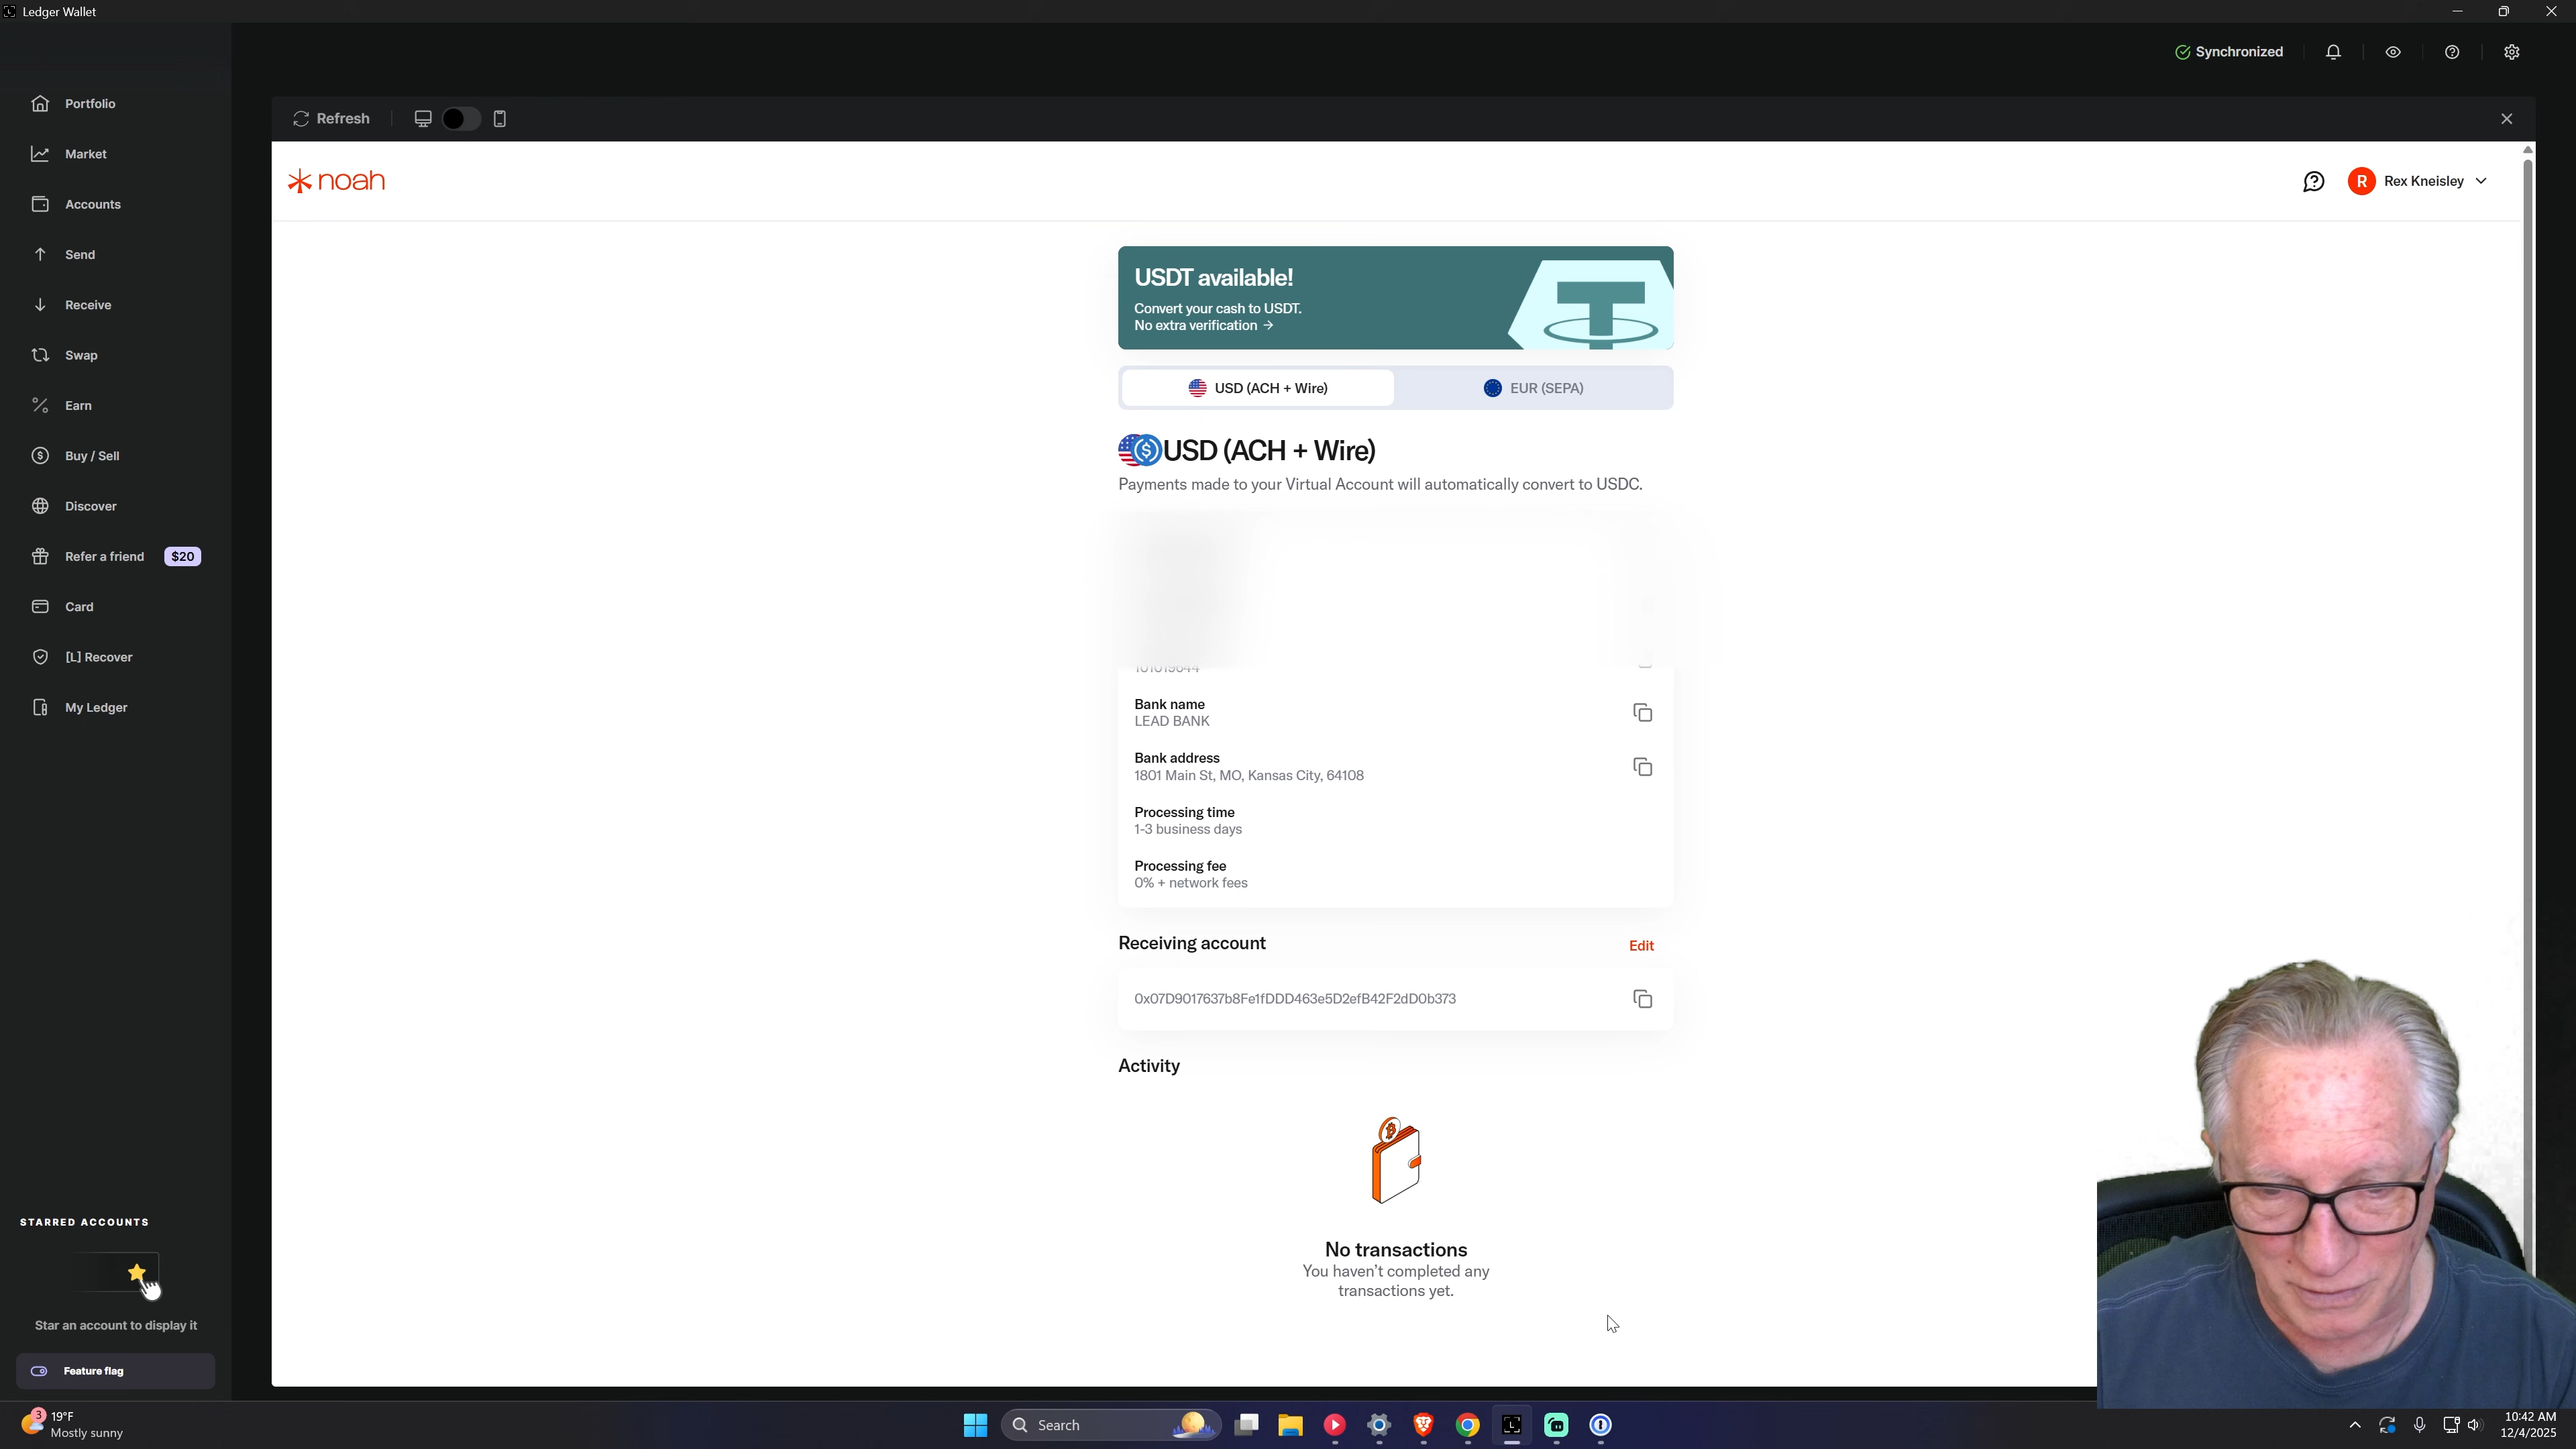 Ledger Wallet
Synchronized
Portfolio
Market
Accounts
Send
Receive
Swap
Earn
Buy / Sell
Discover
Refer a friend $20
Card
[L] Recover
My Ledger
STARRED ACCOUNTS
Star an account to display it
Feature flag
Refresh
noah
R Rex Kneisley
USDT available!
Convert your cash to USDT.
No extra verification →
USD (ACH + Wire) EUR (SEPA)
USD (ACH + Wire)
Payments made to your Virtual Account will automatically convert to USDC.
Bank name
LEAD BANK
Bank address
1801 Main St, MO, Kansas City, 64108
Processing time
1-3 business days
Processing fee
0% + network fees
Receiving account Edit
0x07D9017637b8Fe1fDDD463e5D2efB42F2dD0b373
Activity
No transactions
You haven't completed any
transactions yet.
3 19°F
Mostly sunny
Search
10:42 AM
12/4/2025